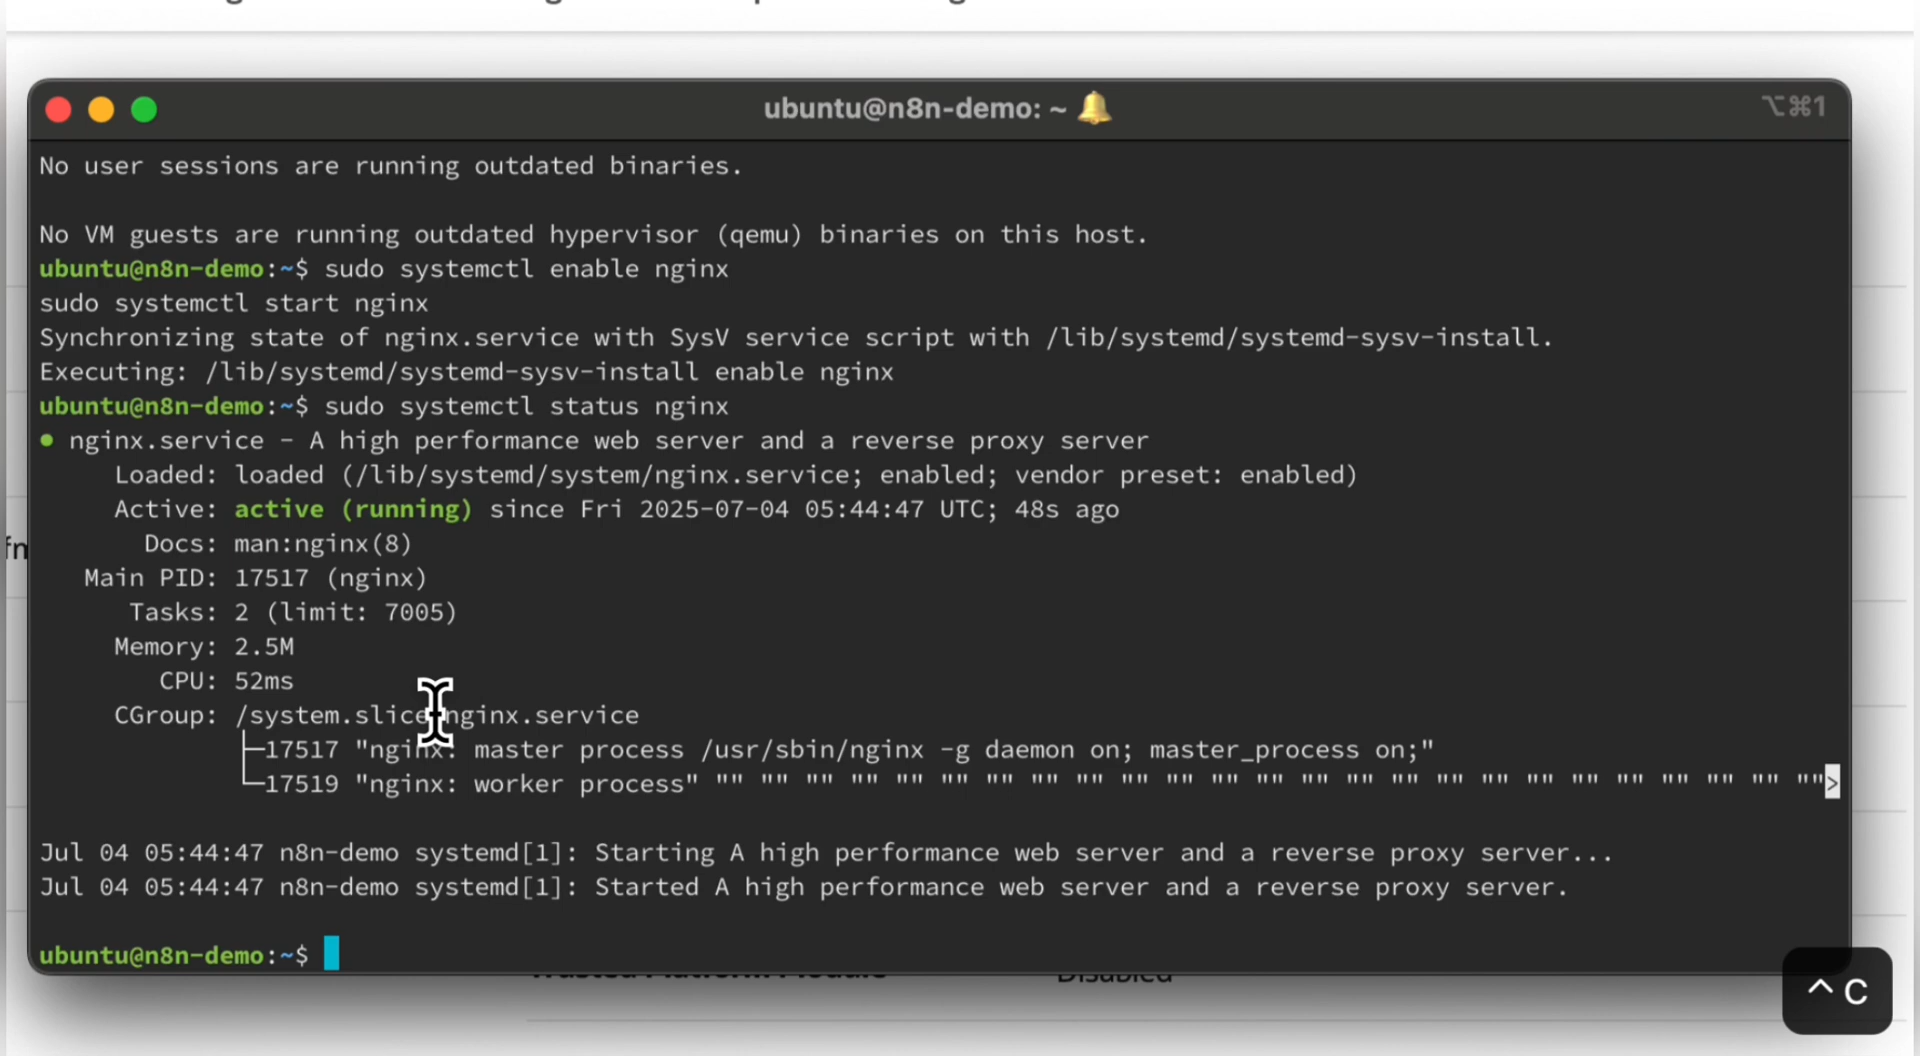 ubuntu@n8n-demo: ~ 🔔
⌥⌘1
No user sessions are running outdated binaries.
No VM guests are running outdated hypervisor (qemu) binaries on this host.
ubuntu@n8n-demo:~$ sudo systemctl enable nginx
sudo systemctl start nginx
Synchronizing state of nginx.service with SysV service script with /lib/systemd/systemd-sysv-install.
Executing: /lib/systemd/systemd-sysv-install enable nginx
ubuntu@n8n-demo:~$ sudo systemctl status nginx
● nginx.service - A high performance web server and a reverse proxy server
Loaded: loaded (/lib/systemd/system/nginx.service; enabled; vendor preset: enabled)
Active: active (running) since Fri 2025-07-04 05:44:47 UTC; 48s ago
Docs: man:nginx(8)
fn
Main PID: 17517 (nginx)
Tasks: 2 (limit: 7005)
Memory: 2.5M
CPU: 52ms
CGroup: /system.slice/nginx.service
├─17517 "nginx: master process /usr/sbin/nginx -g daemon on; master_process on;"
└─17519 "nginx: worker process" "" "" "" "" "" "" "" "" "" "" "" "" "" "" "" "" "" "" "" "" "" "" "" "" "">
Jul 04 05:44:47 n8n-demo systemd[1]: Starting A high performance web server and a reverse proxy server...
Jul 04 05:44:47 n8n-demo systemd[1]: Started A high performance web server and a reverse proxy server.
ubuntu@n8n-demo:~$
Trusted Platform Module Disabled
^ C